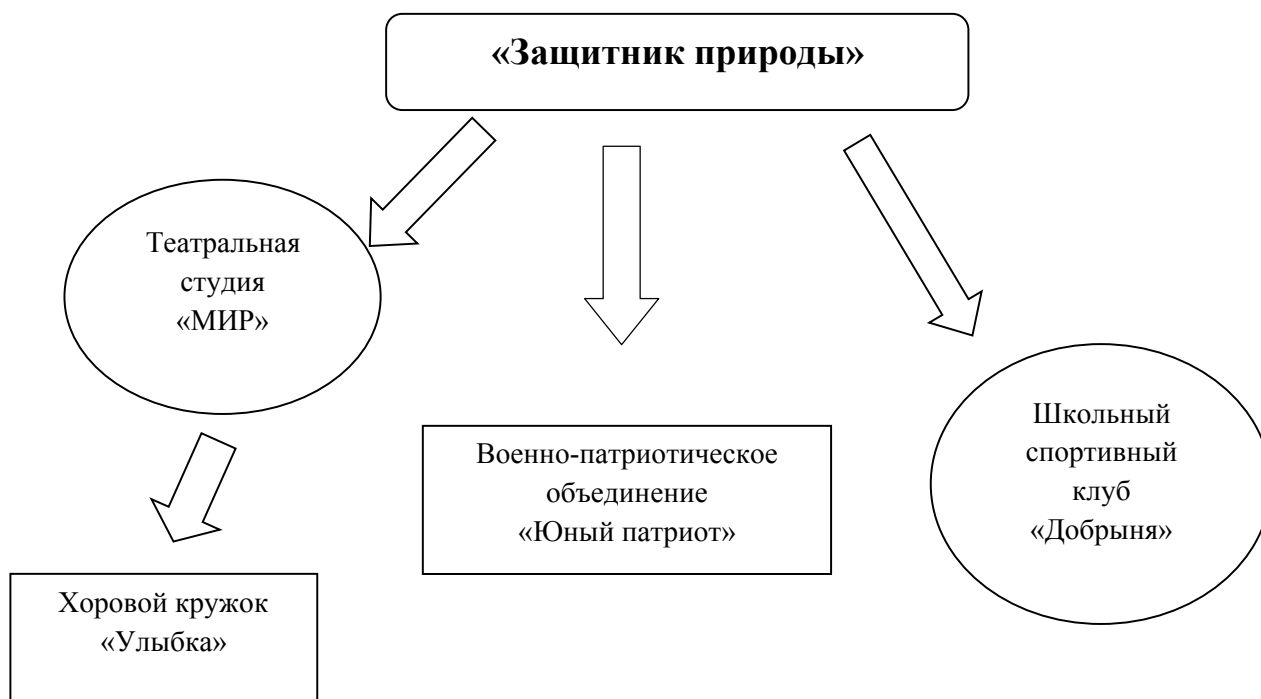 «Защитник природы»
Театральная
студия
«МИР»
Военно-патриотическое
объединение
«Юный патриот»
Школьный
спортивный
клуб
«Добрыня»
Хоровой кружок
«Улыбка»